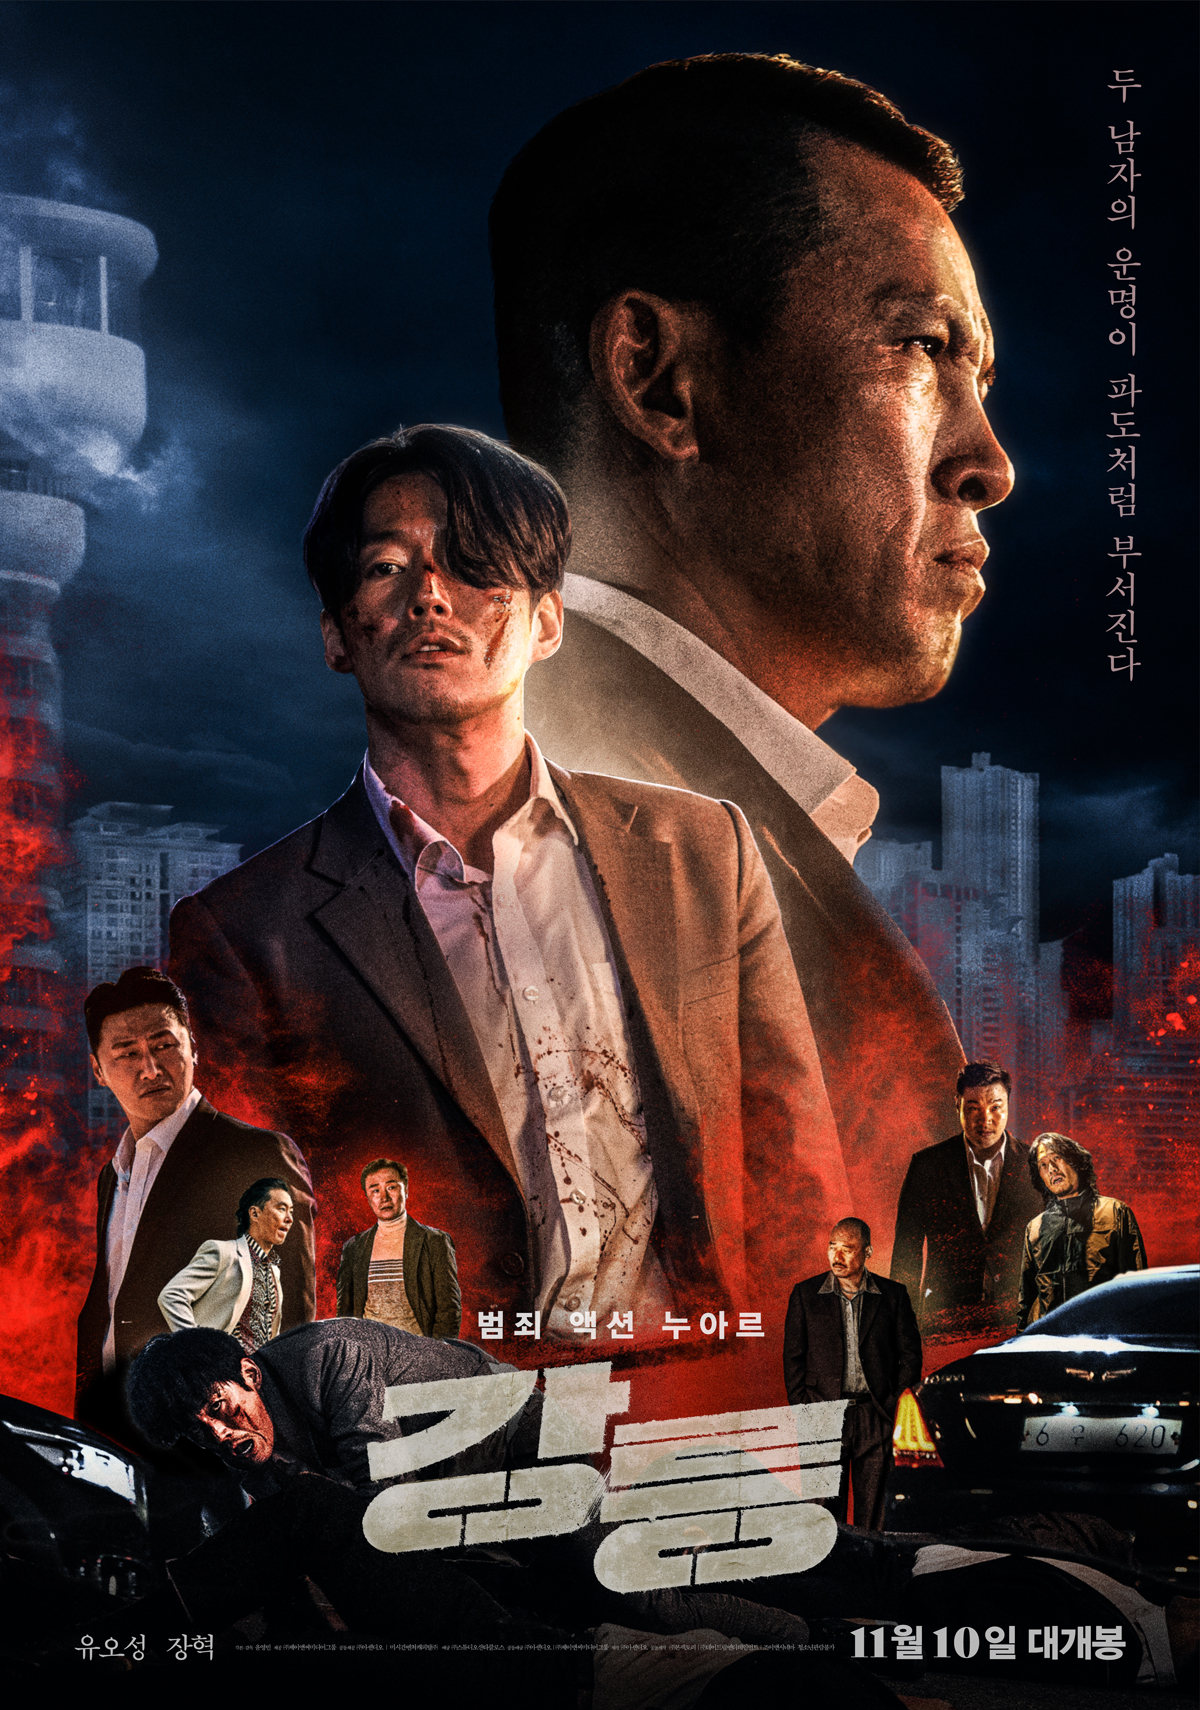 두 남자의 운명이 파도처럼 부서진다
범죄 액션 누아르
강릉
유오성 장혁
11월 10일 대개봉